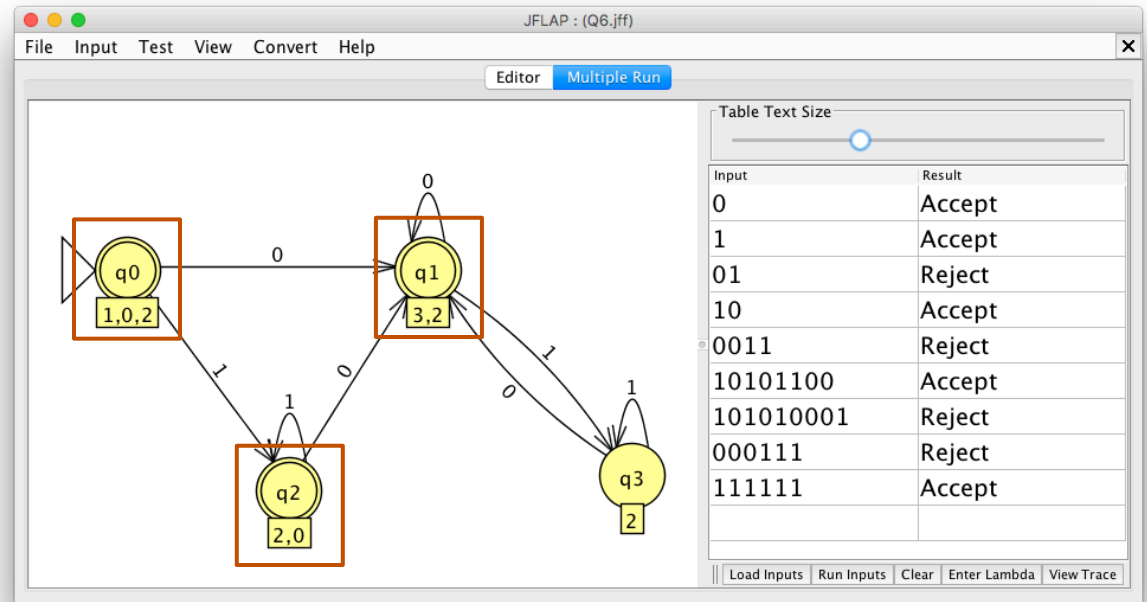 JFLAP : (Q6.jff)
File Input Test View Convert Help
Editor Multiple Run
Table Text Size
Input Result
0 Accept
1 Accept
01 Reject
10 Accept
0011 Reject
10101100 Accept
101010001 Reject
000111 Reject
111111 Accept
Load Inputs Run Inputs Clear Enter Lambda View Trace
0
q0 0 q1
1,0,2 3,2
1 0 1 0
1 1
q2 q3
2,0 2